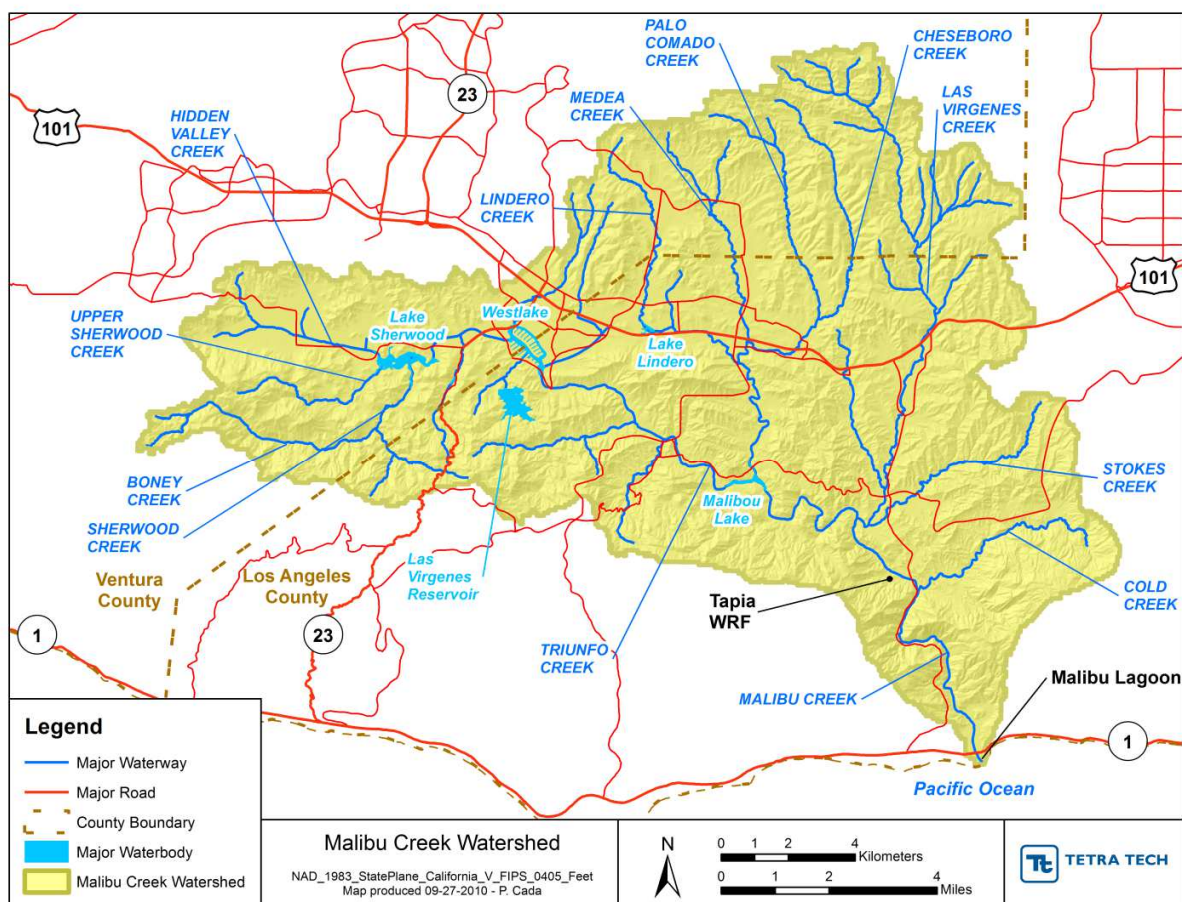 PALO
COMADO
CREEK
CHESEBORO
CREEK
23
MEDEA
CREEK
LAS
VIRGENES
CREEK
101
HIDDEN
VALLEY
CREEK
LINDERO
CREEK
101
UPPER
SHERWOOD
CREEK
Lake
Sherwood
Westlake
Lake
Lindero
BONEY
CREEK
STOKES
CREEK
SHERWOOD
CREEK
Malibou
Lake
Las
Virgenes
Reservoir
Ventura
County
Los Angeles
County
COLD
CREEK
Tapia
WRF
1
23
TRIUNFO
CREEK
MALIBU CREEK
Malibu Lagoon
1
Pacific Ocean
Legend
Major Waterway
Major Road
County Boundary
Major Waterbody
Malibu Creek Watershed
Malibu Creek Watershed
NAD_1983_StatePlane_California_V_FIPS_0405_Feet
Map produced 09-27-2010 - P. Cada
N
0 1 2 4
Kilometers
0 1 2 4
Miles
Tt
TETRA TECH